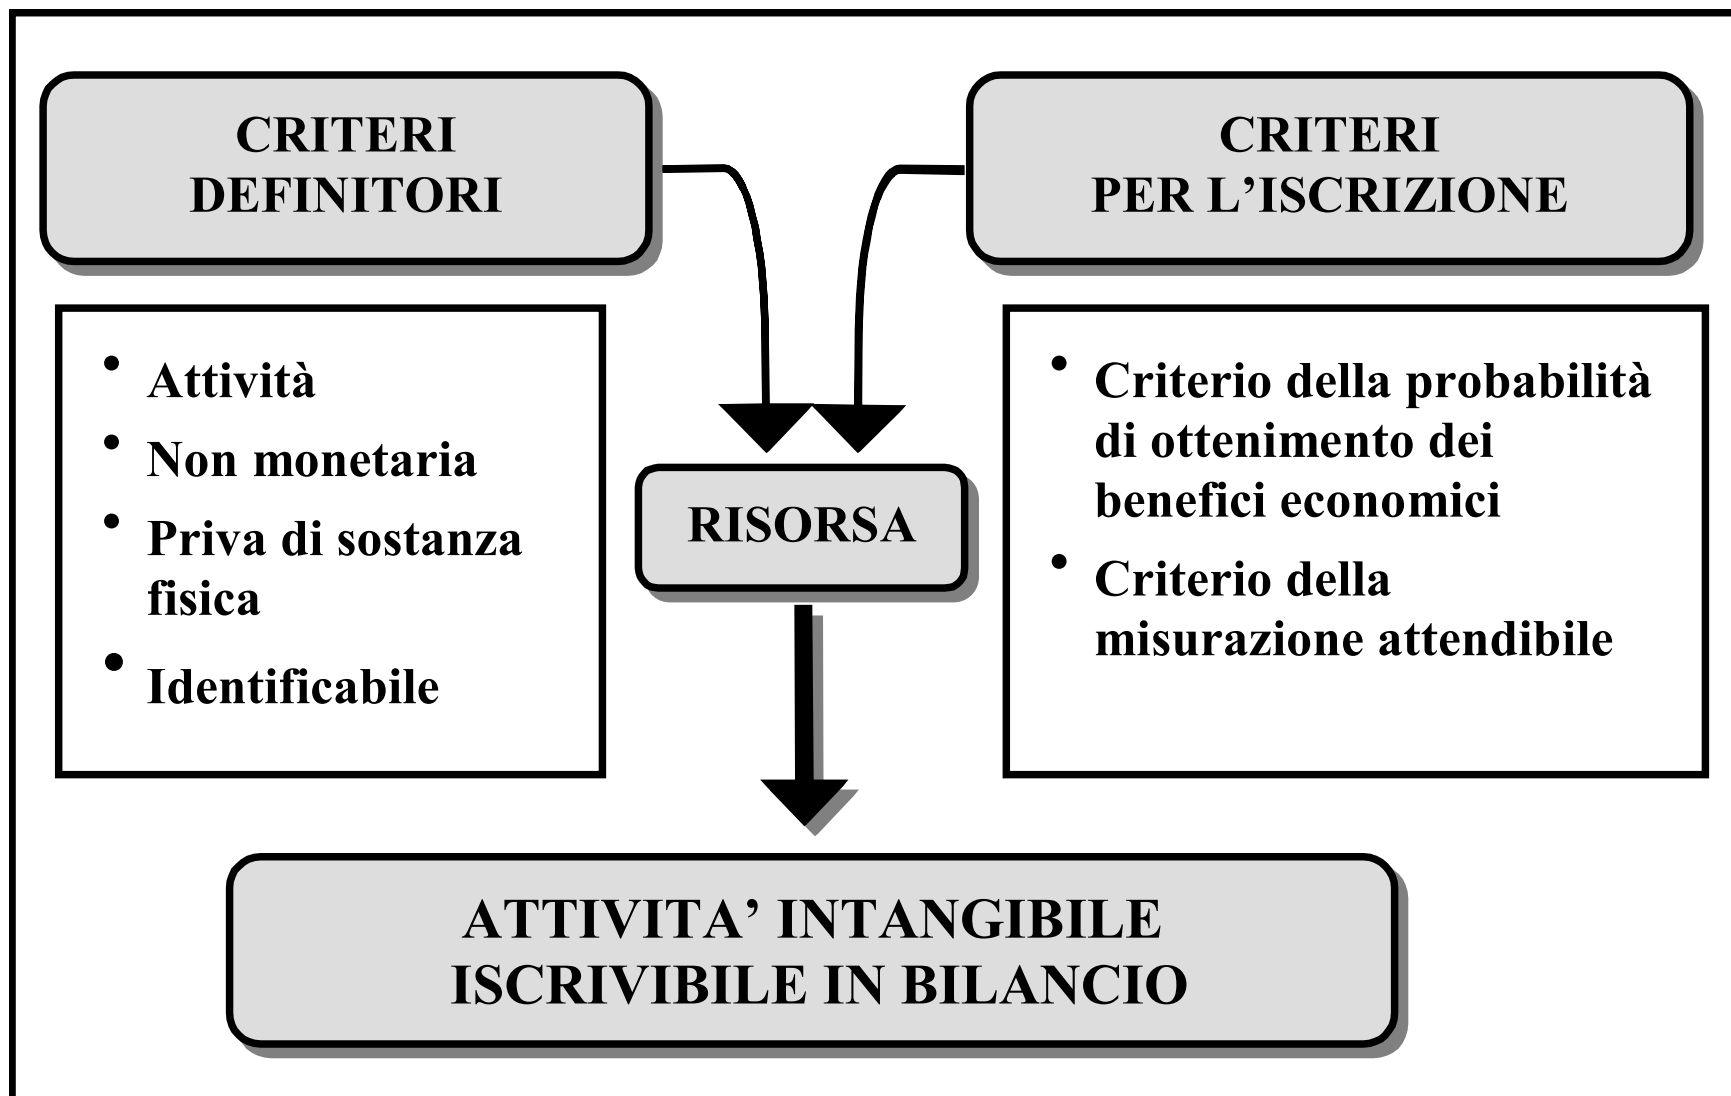 CRITERI
DEFINITORI
CRITERI
PER L’ISCRIZIONE
• Attività
• Non monetaria
• Priva di sostanza
fisica
• Identificabile
RISORSA
• Criterio della probabilità
di ottenimento dei
benefici economici
• Criterio della
misurazione attendibile
ATTIVITA’ INTANGIBILE
ISCRIVIBILE IN BILANCIO